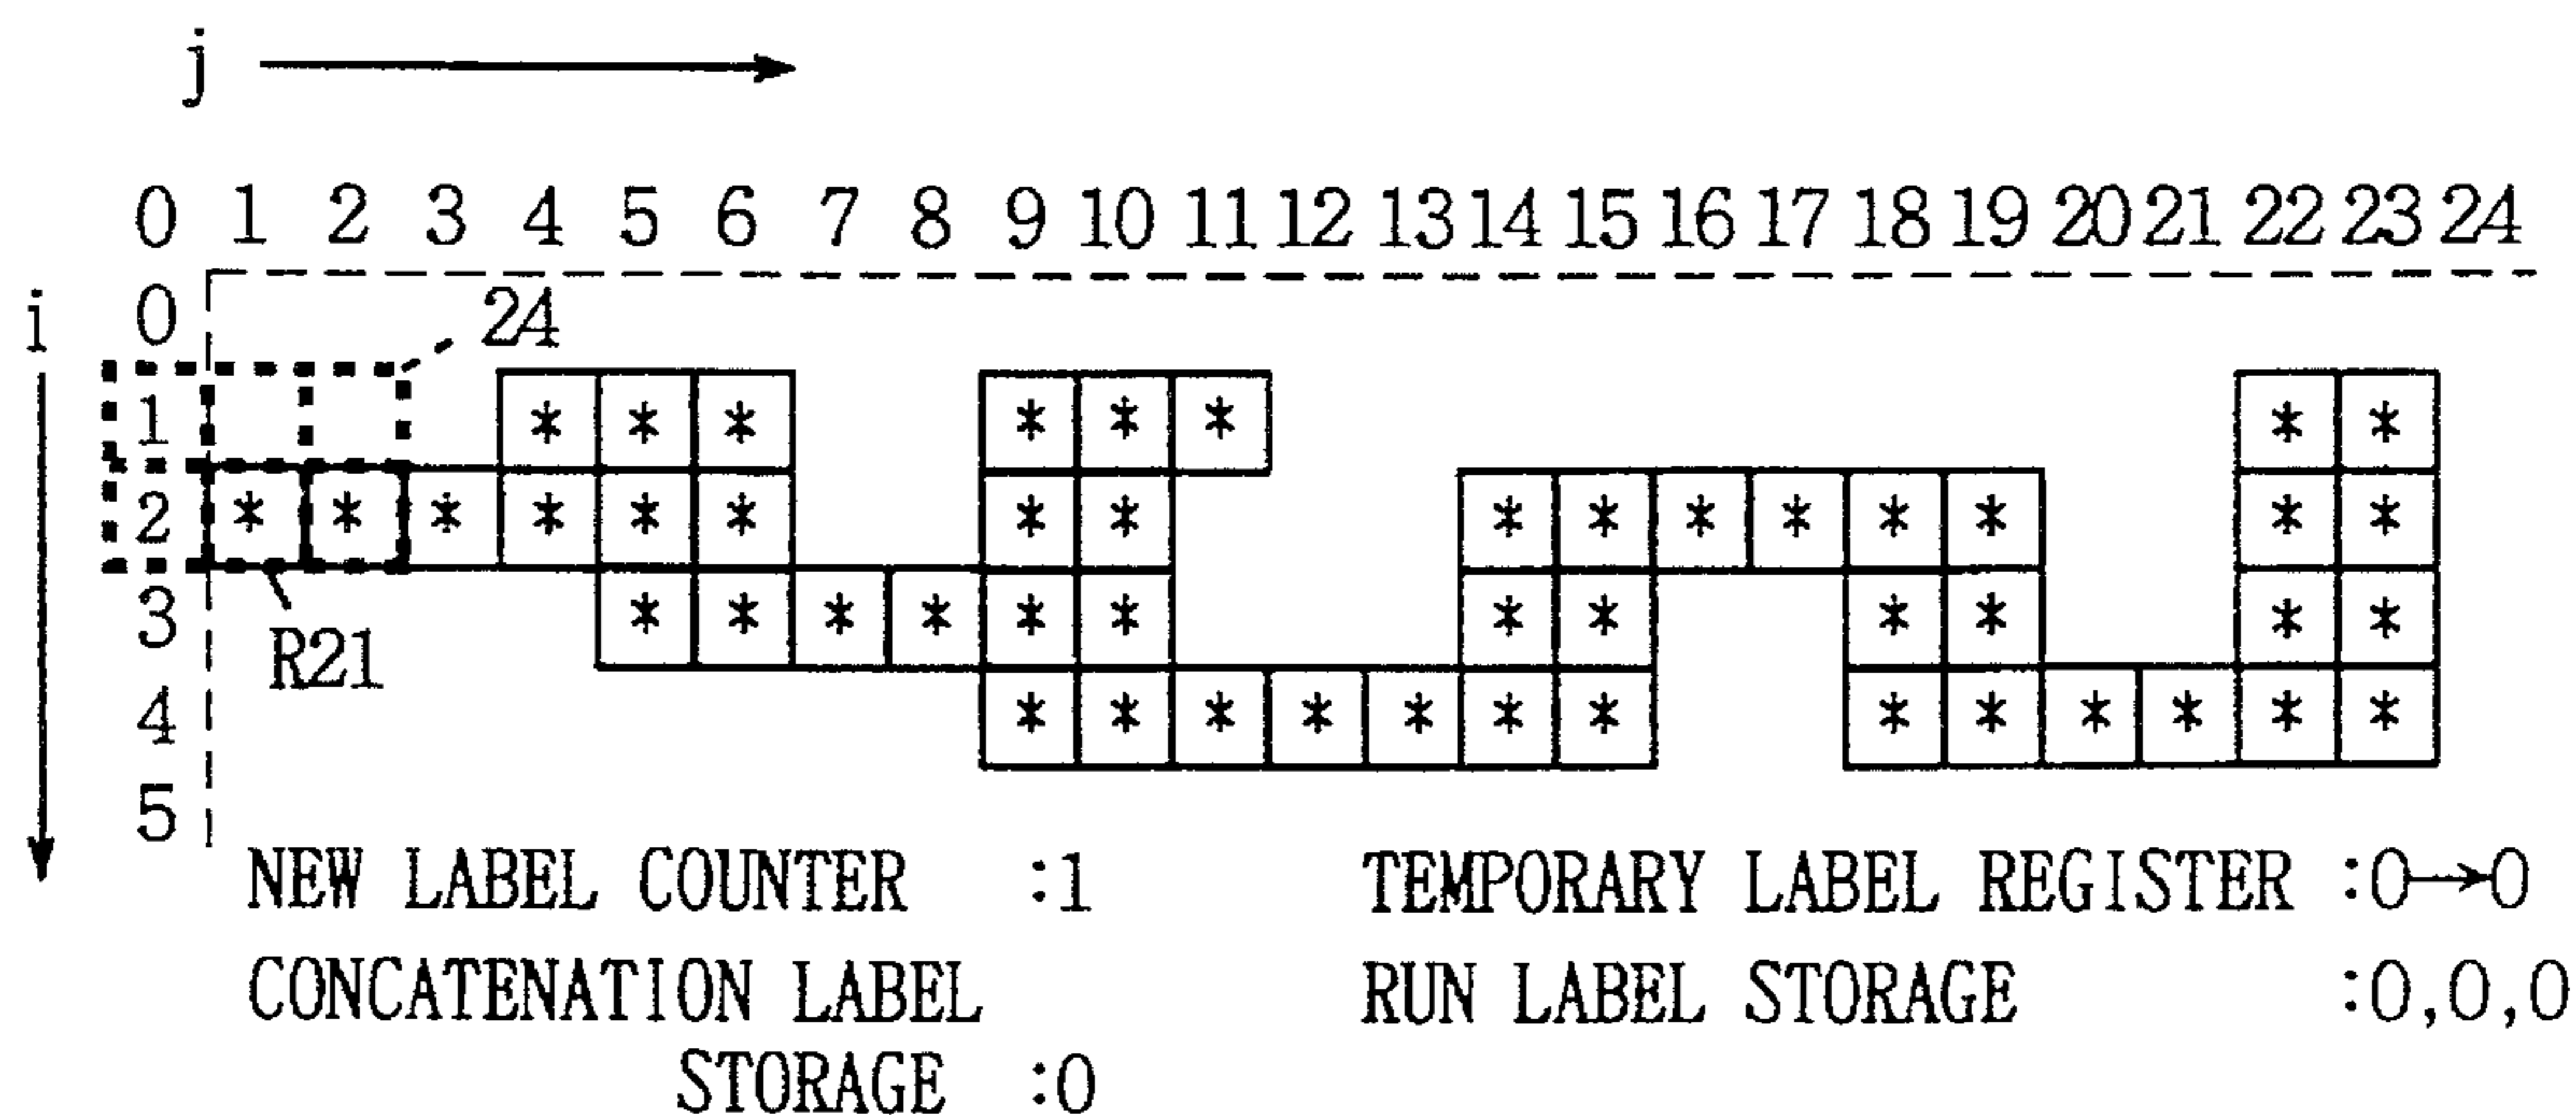 j
0 1 2 3 4 5 6 7 8 9 10 11 12 13 14 15 16 17 18 19 20 21 22 23 24
i 0 24
1 * * * * * * * *
2 * * * * * * * * * * * * * * * *
3 * * * * * * * * * * * *
4 * * * * * * * * * * * * *
R21
5
NEW LABEL COUNTER :1 TEMPORARY LABEL REGISTER :0→0
CONCATENATION LABEL RUN LABEL STORAGE :0,0,0
STORAGE :0